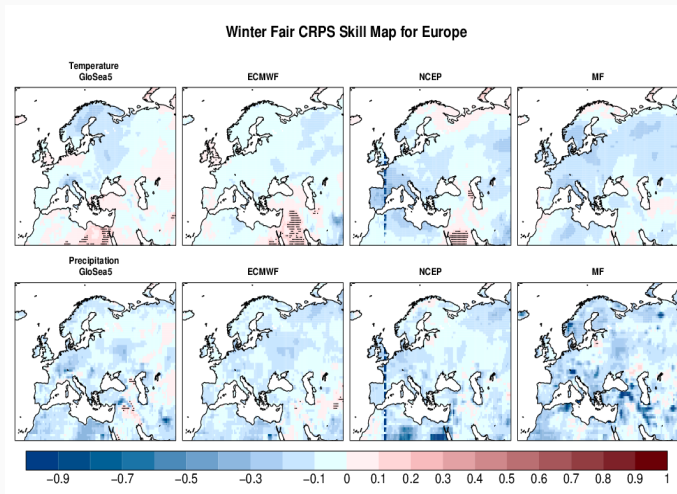 Winter Fair CRPS Skill Map for Europe
Temperature
GloSea5 ECMWF NCEP MF
Precipitation
GloSea5 ECMWF NCEP MF
−0.9 −0.7 −0.5 −0.3 −0.1 0 0.1 0.2 0.3 0.4 0.5 0.6 0.7 0.8 0.9 1